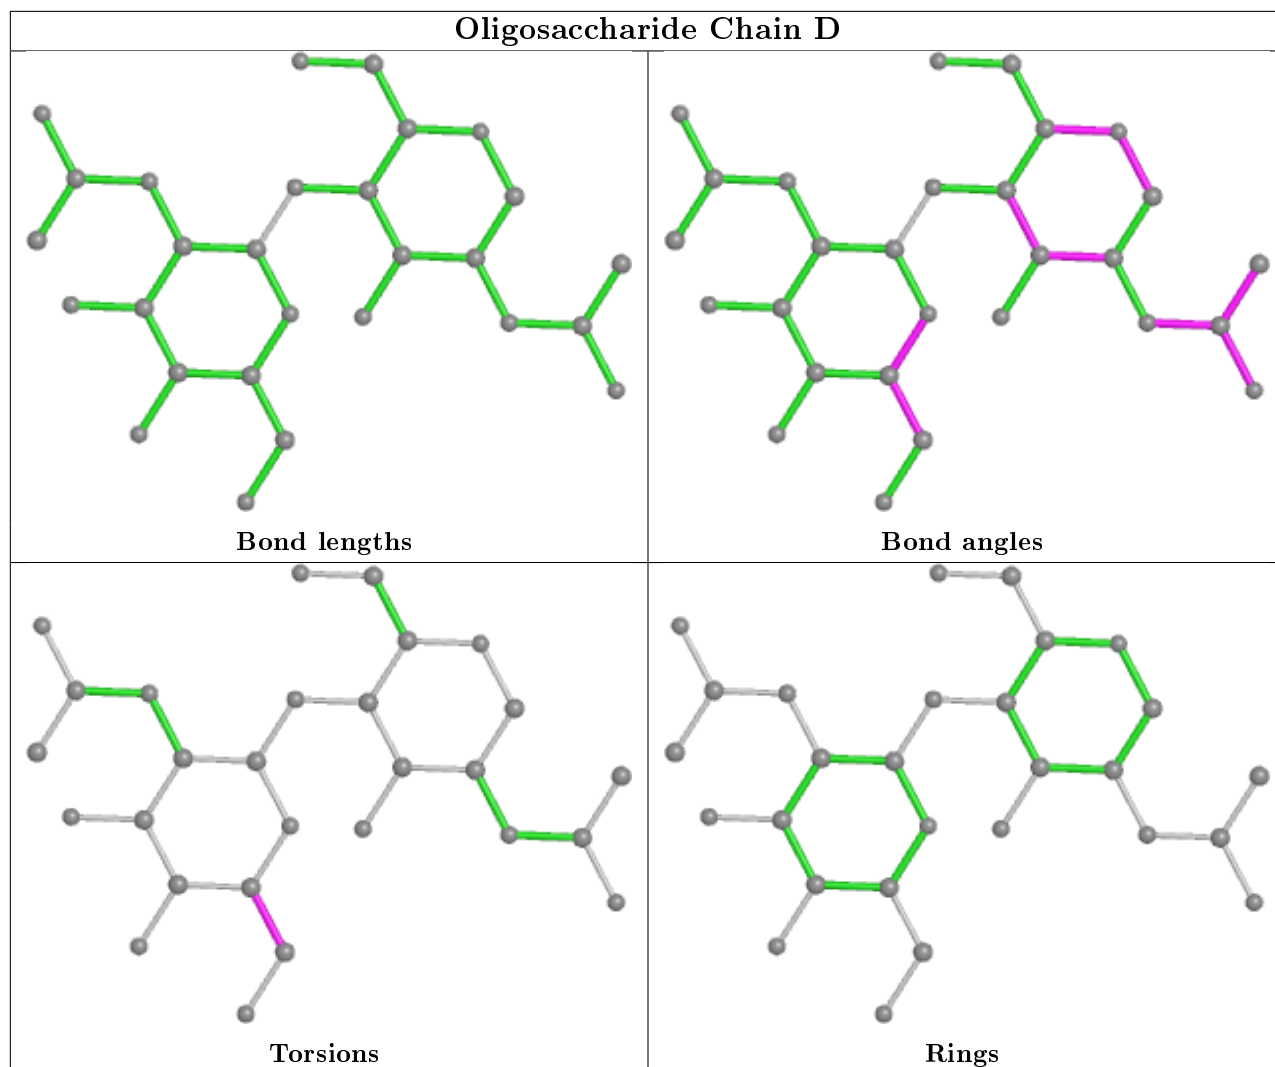 Oligosaccharide Chain D
Bond lengths
Bond angles
Torsions
Rings